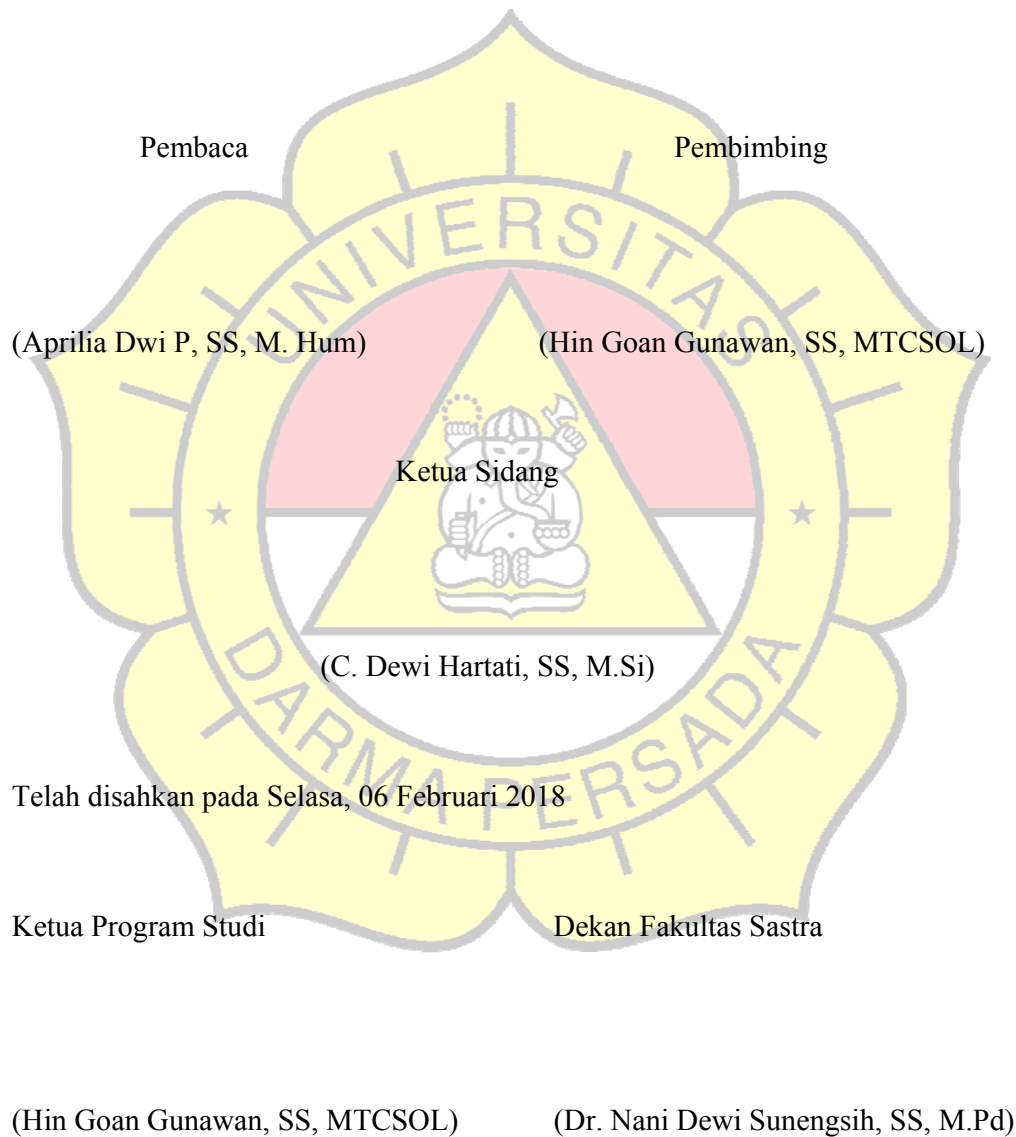 Pembaca Pembimbing
UNIVERSITAS
(Aprilia Dwi P, SS, M. Hum) (Hin Goan Gunawan, SS, MTCSOL)
Ketua Sidang
(C. Dewi Hartati, SS, M.Si)
DARMA PERSADA
Telah disahkan pada Selasa, 06 Februari 2018
Ketua Program Studi Dekan Fakultas Sastra
(Hin Goan Gunawan, SS, MTCSOL) (Dr. Nani Dewi Sunengsih, SS, M.Pd)